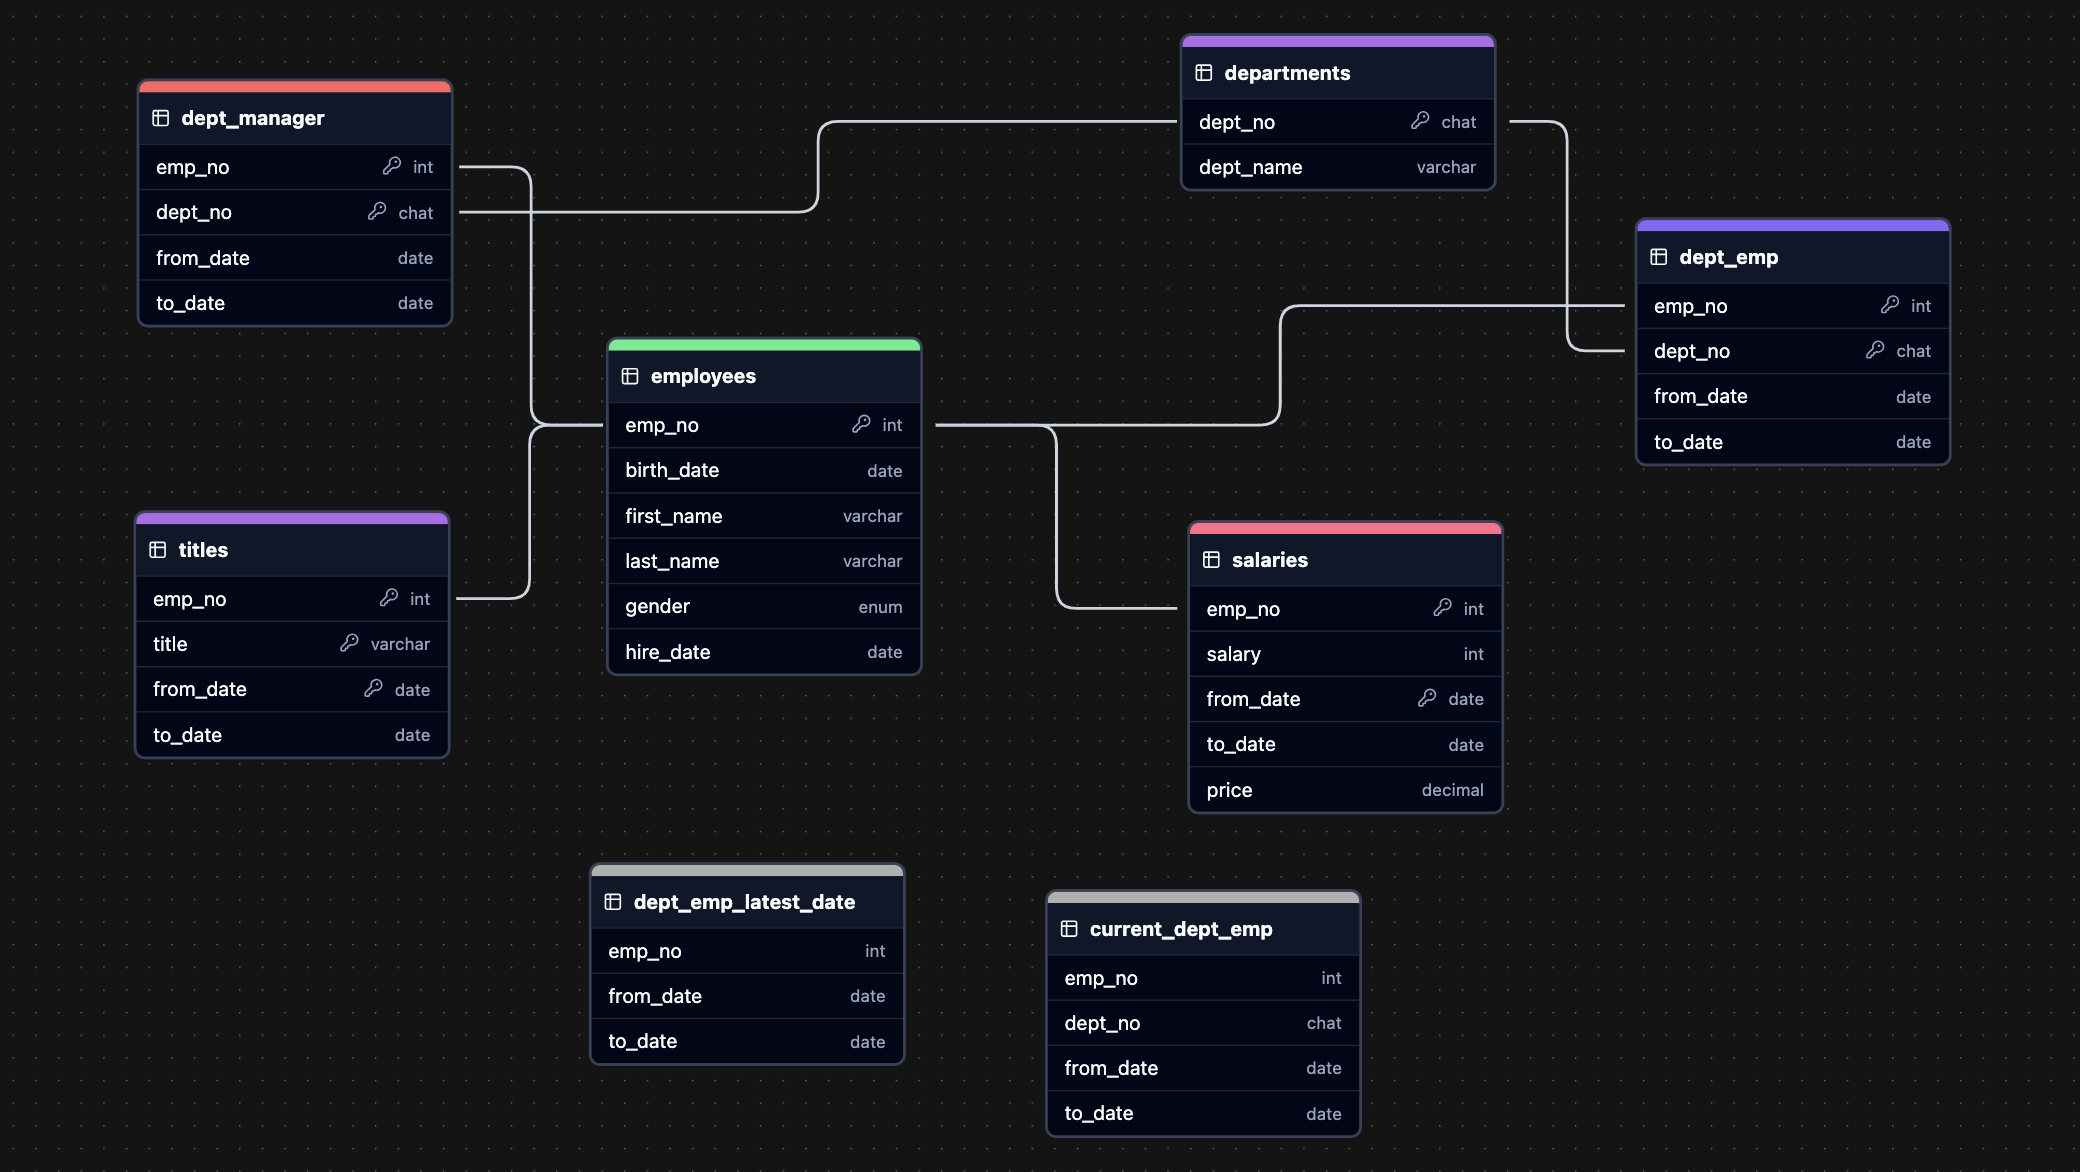 dept_manager
emp_no int
dept_no chat
from_date date
to_date date
departments
dept_no chat
dept_name varchar
dept_emp
emp_no int
dept_no chat
from_date date
to_date date
employees
emp_no int
birth_date date
first_name varchar
last_name varchar
gender enum
hire_date date
titles
emp_no int
title varchar
from_date date
to_date date
salaries
emp_no int
salary int
from_date date
to_date date
price decimal
dept_emp_latest_date
emp_no int
from_date date
to_date date
current_dept_emp
emp_no int
dept_no chat
from_date date
to_date date